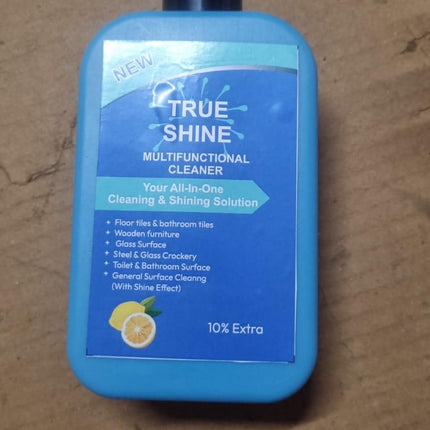 NEW
TRUE
SHINE
MULTIFUNCTIONAL
CLEANER
Your All-In-One
Cleaning & Shining Solution
+ Floor tiles & bathroom tiles
+ Wooden furniture
+ Glass Surface
+ Steel & Glass Crockery
+ Toilet & Bathroom Surface
+ General Surface Cleanng
(With Shine Effect)
10% Extra